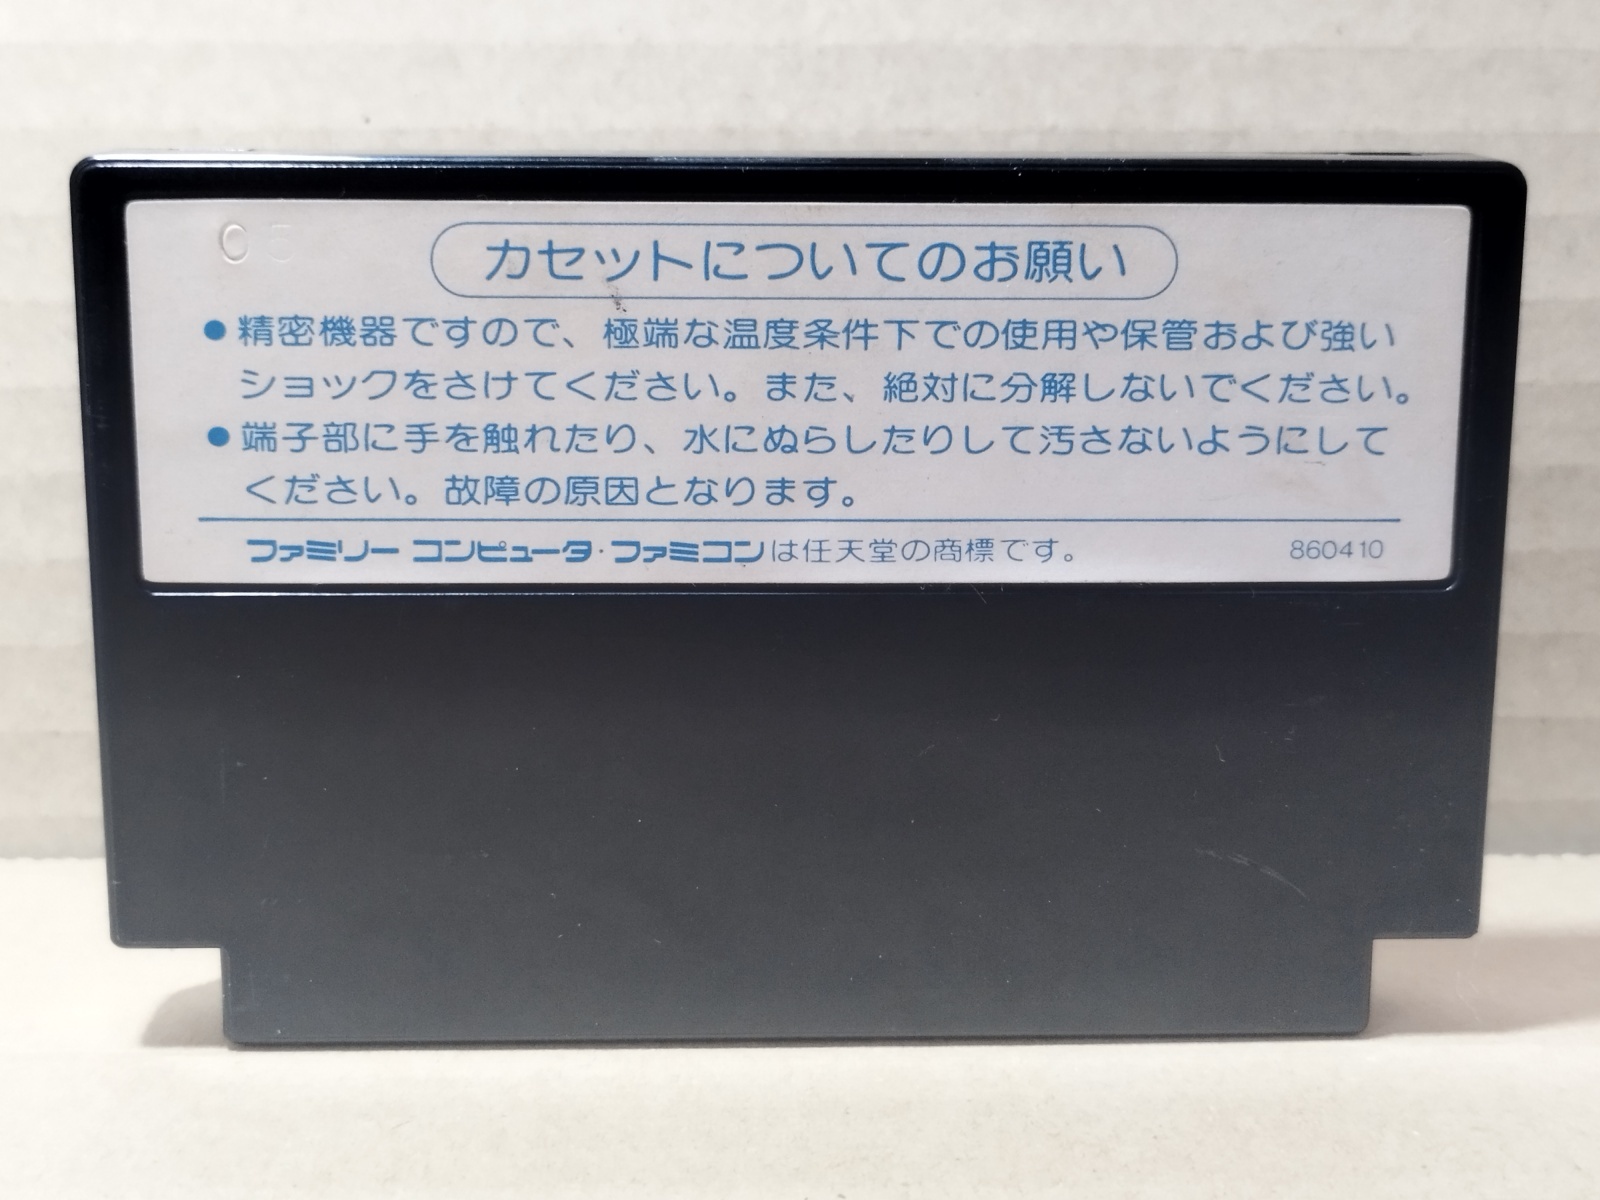 05
カセットについてのお願い
●精密機器ですので、極端な温度条件下での使用や保管および強い
ショックをさけてください。また、絶対に分解しないでください。
●端子部に手を触れたり、水にぬらしたりして汚さないようにして
ください。故障の原因となります。
ファミリー コンピュータ・ファミコンは任天堂の商標です。 860410